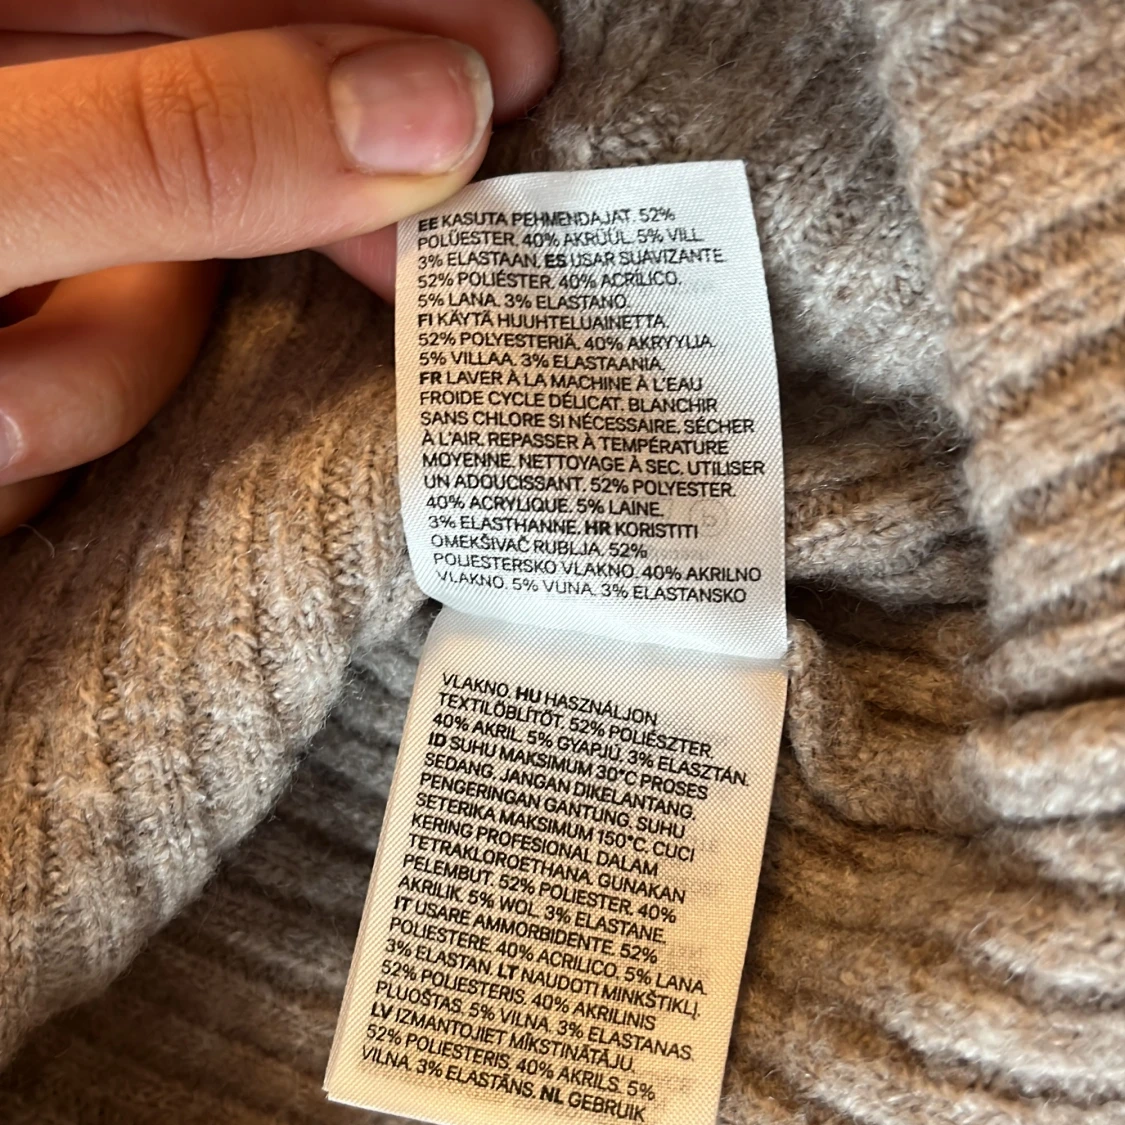 EE KASUTA PEHMENDAJAT. 52%
POLÜESTER. 40% AKRÜÜL. 5% VILL
3% ELASTAAN. ES USAR SUAVIZANTE.
52% POLIÉSTER. 40% ACRÍLICO.
5% LANA. 3% ELASTANO.
FI KÄYTÄ HUUHTELUAINETTA.
52% POLYESTERIÄ. 40% AKRYYLIA.
5% VILLAA. 3% ELASTAANIA.
FR LAVER À LA MACHINE À L'EAU
FROIDE CYCLE DÉLICAT. BLANCHIR
SANS CHLORE SI NÉCESSAIRE. SÉCHER
À L'AIR. REPASSER À TEMPÉRATURE
MOYENNE. NETTOYAGE À SEC. UTILISER
UN ADOUCISSANT. 52% POLYESTER.
40% ACRYLIQUE. 5% LAINE.
3% ELASTHANNE. HR KORISTITI
OMEKŠIVAČ RUBLJA. 52%
POLIESTERSKO VLAKNO. 40% AKRILNO
VLAKNO. 5% VUNA. 3% ELASTANSKO
VLAKNO. HU HASZNÁLJON
TEXTILÖBLÍTŐT. 52% POLIÉSZTER.
40% AKRIL. 5% GYAPJÚ. 3% ELASZTÁN.
ID SUHU MAKSIMUM 30°C PROSES
SEDANG. JANGAN DIKELANTANG.
PENGERINGAN GANTUNG. SUHU
SETERIKA MAKSIMUM 150°C. CUCI
KERING PROFESIONAL DALAM
TETRAKLOROETHANA. GUNAKAN
PELEMBUT. 52% POLIESTER. 40%
AKRILIK. 5% WOL. 3% ELASTANE.
IT USARE AMMORBIDENTE. 52%
POLIESTERE. 40% ACRILICO. 5% LANA.
3% ELASTAN. LT NAUDOTI MINKŠTIKLĮ.
52% POLIESTERIS. 40% AKRILINIS
PLUOŠTAS. 5% VILNA. 3% ELASTANAS.
LV IZMANTOJIET MĪKSTINĀTĀJU.
52% POLIESTERIS. 40% AKRILS. 5%
VILNA. 3% ELASTĀNS. NL GEBRUIK